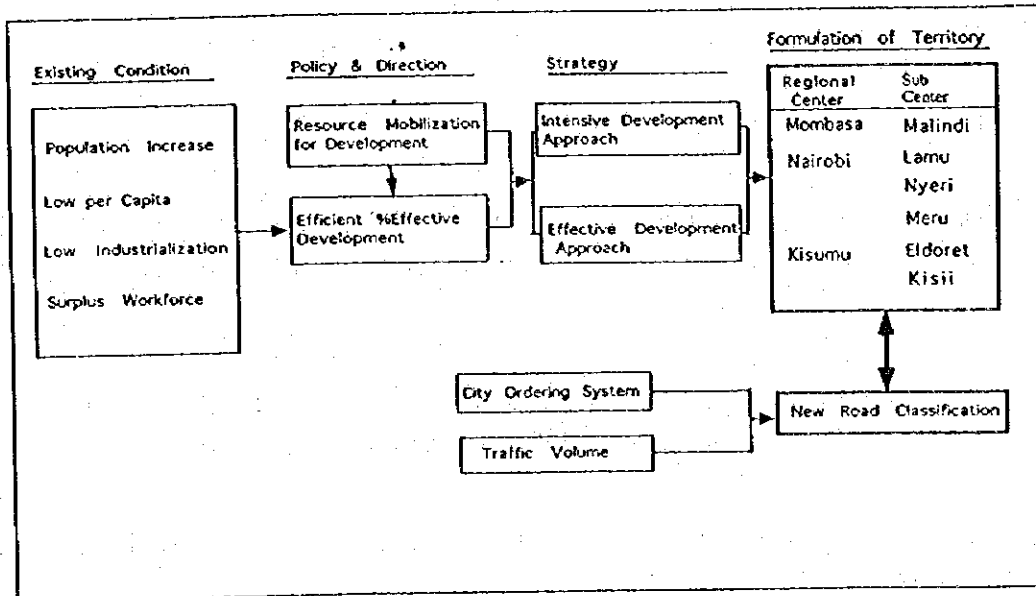 Existing Condition
Population Increase
Low per Capita
Low Industrialization
Surplus Workforce
Policy & Direction
Resource Mobilization
for Development
Efficient %Effective
Development
Strategy
Intensive Development
Approach
Effective Development
Approach
Formulation of Territory
Regional Center
Sub Center
Mombasa Malindi
Nairobi Lamu
Nyeri
Meru
Kisumu Eldoret
Kisii
City Ordering System
Traffic Volume
New Road Classification